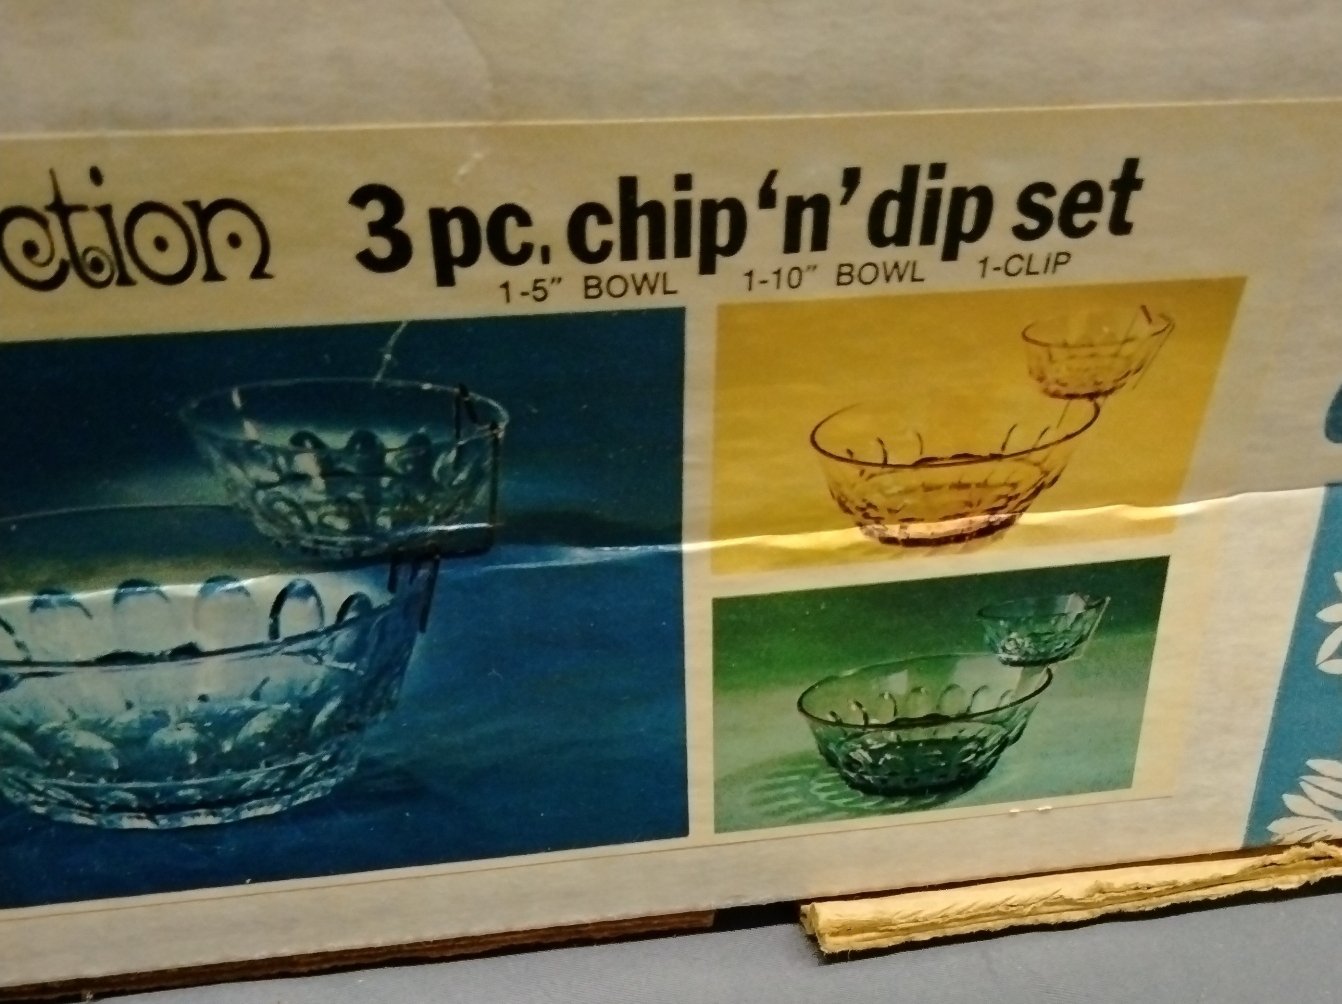 ction 3 pc. chip 'n' dip set
1-5" BOWL 1-10" BOWL 1-CLIP